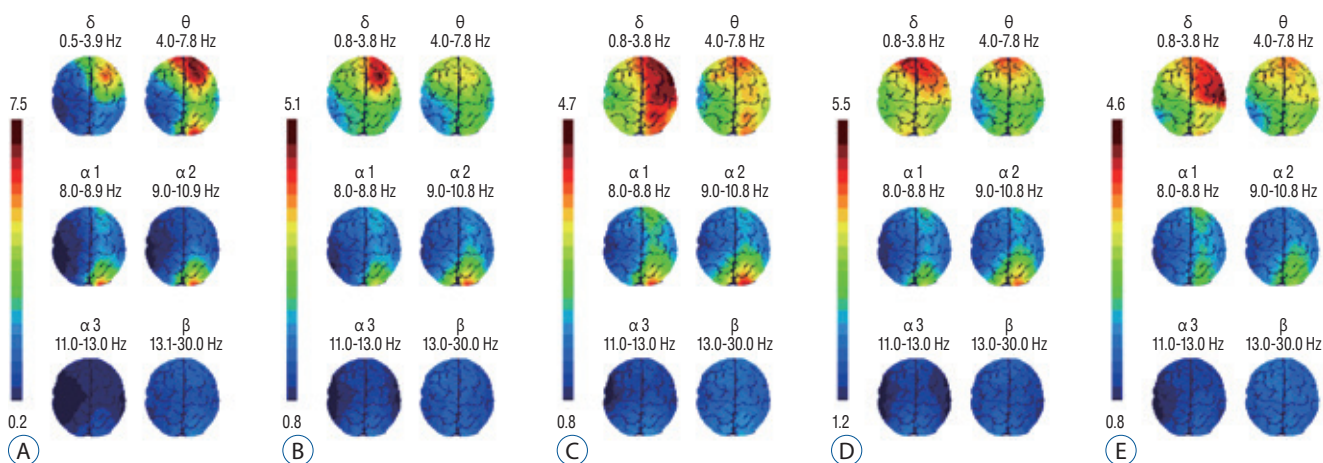 δ
0.5-3.9 Hz
θ
4.0-7.8 Hz
7.5
α 1
8.0-8.9 Hz
α 2
9.0-10.9 Hz
α 3
11.0-13.0 Hz
β
13.1-30.0 Hz
0.2
A
δ
0.8-3.8 Hz
θ
4.0-7.8 Hz
5.1
α 1
8.0-8.8 Hz
α 2
9.0-10.8 Hz
α 3
11.0-13.0 Hz
β
13.0-30.0 Hz
0.8
B
δ
0.8-3.8 Hz
θ
4.0-7.8 Hz
4.7
α 1
8.0-8.8 Hz
α 2
9.0-10.8 Hz
α 3
11.0-13.0 Hz
β
13.0-30.0 Hz
0.8
C
δ
0.8-3.8 Hz
θ
4.0-7.8 Hz
5.5
α 1
8.0-8.8 Hz
α 2
9.0-10.8 Hz
α 3
11.0-13.0 Hz
β
13.0-30.0 Hz
1.2
D
δ
0.8-3.8 Hz
θ
4.0-7.8 Hz
4.6
α 1
8.0-8.8 Hz
α 2
9.0-10.8 Hz
α 3
11.0-13.0 Hz
β
13.0-30.0 Hz
0.8
E